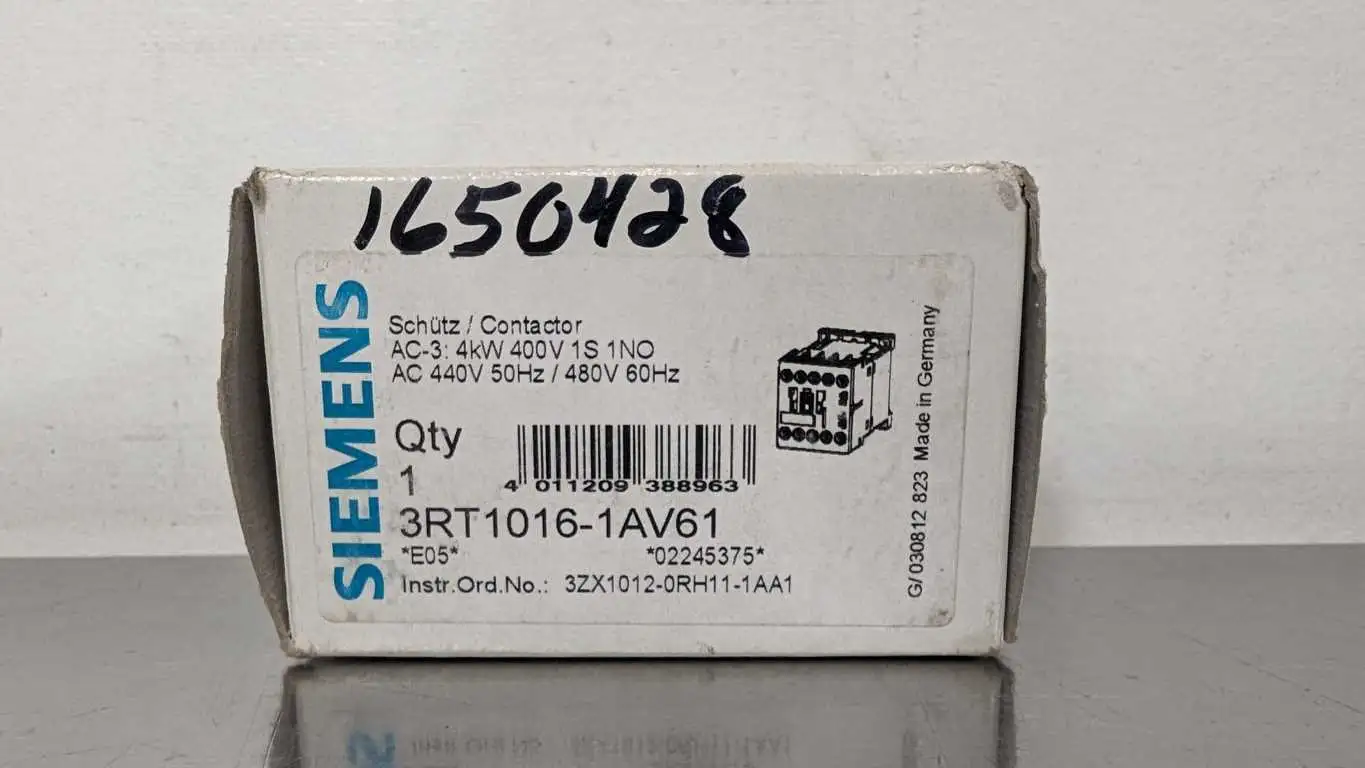 1650428
SIEMENS
Schütz / Contactor
AC-3: 4kW 400V 1S 1NO
AC 440V 50Hz / 480V 60Hz
Qty
1
4 011209 388963
3RT1016-1AV61
*E05* *02245375*
Instr.Ord.No.: 3ZX1012-0RH11-1AA1
G/030812 823 Made in Germany